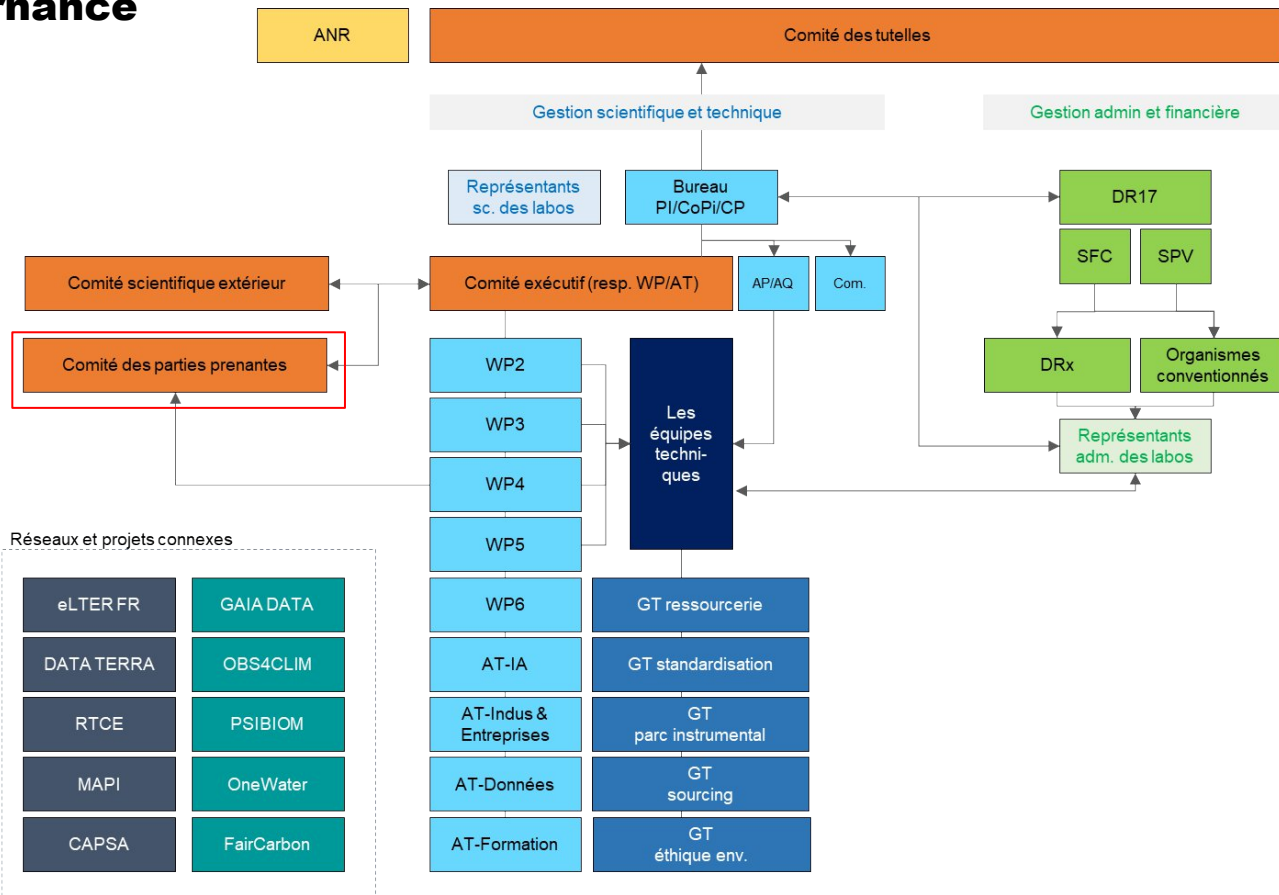 rnance
ANR
Comité des tutelles
Gestion scientifique et technique
Gestion admin et financière
Représentants
sc. des labos
Bureau
PI/CoPi/CP
DR17
SFC
SPV
Comité scientifique extérieur
Comité exécutif (resp. WP/AT)
AP/AQ
Com.
Comité des parties prenantes
WP2
WP3
WP4
WP5
WP6
AT-IA
AT-Indus &
Entreprises
AT-Données
AT-Formation
Les
équipes
techni-
ques
DRx
Organismes
conventionnés
Représentants
adm. des labos
GT ressourcerie
GT standardisation
GT
parc instrumental
GT
sourcing
GT
éthique env.
Réseaux et projets connexes
eLTER FR
GAIA DATA
DATA TERRA
OBS4CLIM
RTCE
PSIBIOM
MAPI
OneWater
CAPSA
FairCarbon